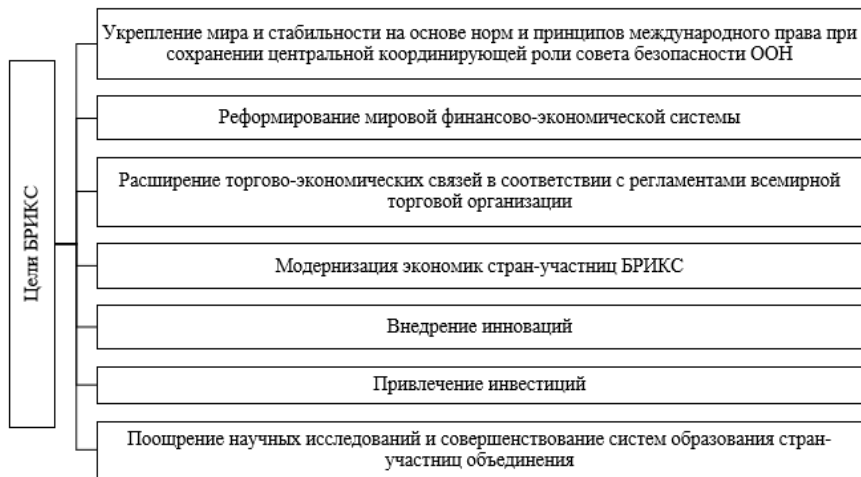 Укрепление мира и стабильности на основе норм и принципов международного права при
сохранении центральной координирующей роли совета безопасности ООН
Реформирование мировой финансово-экономической системы
Расширение торгово-экономических связей в соответствии с регламентами всемирной
торговой организации
Цели БРИКС
Модернизация экономик стран-участниц БРИКС
Внедрение инноваций
Привлечение инвестиций
Поощрение научных исследований и совершенствование систем образования стран-
участниц объединения